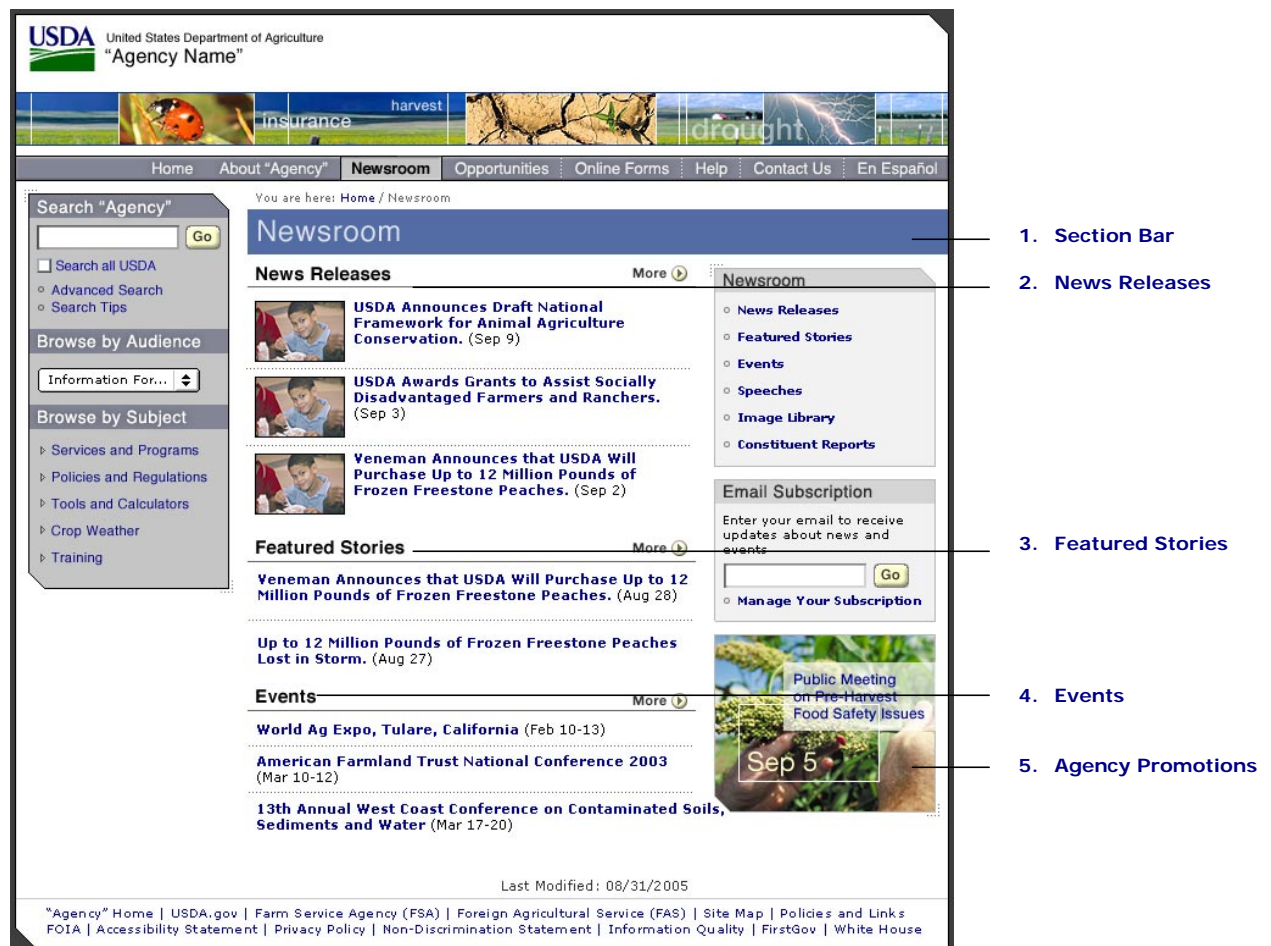 USDA
United States Department of Agriculture
"Agency Name"
insurance
harvest
drought
Home
About "Agency"
Newsroom
Opportunities
Online Forms
Help
Contact Us
En Español
Search "Agency"
Go
Search all USDA
Advanced Search
Search Tips
Browse by Audience
Information For...
Browse by Subject
Services and Programs
Policies and Regulations
Tools and Calculators
Crop Weather
Training
You are here: Home / Newsroom
Newsroom
News Releases
More
USDA Announces Draft National
Framework for Animal Agriculture
Conservation. (Sep 9)
USDA Awards Grants to Assist Socially
Disadvantaged Farmers and Ranchers.
(Sep 3)
Veneman Announces that USDA Will
Purchase Up to 12 Million Pounds of
Frozen Freestone Peaches. (Sep 2)
Featured Stories
More
Veneman Announces that USDA Will Purchase Up to 12
Million Pounds of Frozen Freestone Peaches. (Aug 28)
Up to 12 Million Pounds of Frozen Freestone Peaches
Lost in Storm. (Aug 27)
Events
More
World Ag Expo, Tulare, California (Feb 10-13)
American Farmland Trust National Conference 2003
(Mar 10-12)
13th Annual West Coast Conference on Contaminated Soils,
Sediments and Water (Mar 17-20)
Newsroom
News Releases
Featured Stories
Events
Speeches
Image Library
Constituent Reports
Email Subscription
Enter your email to receive
updates about news and
events
Go
Manage Your Subscription
Public Meeting
on Pre-Harvest
Food Safety Issues
Sep 5
Last Modified: 08/31/2005
"Agency" Home | USDA.gov | Farm Service Agency (FSA) | Foreign Agricultural Service (FAS) | Site Map | Policies and Links
FOIA | Accessibility Statement | Privacy Policy | Non-Discrimination Statement | Information Quality | FirstGov | White House
1. Section Bar
2. News Releases
3. Featured Stories
4. Events
5. Agency Promotions